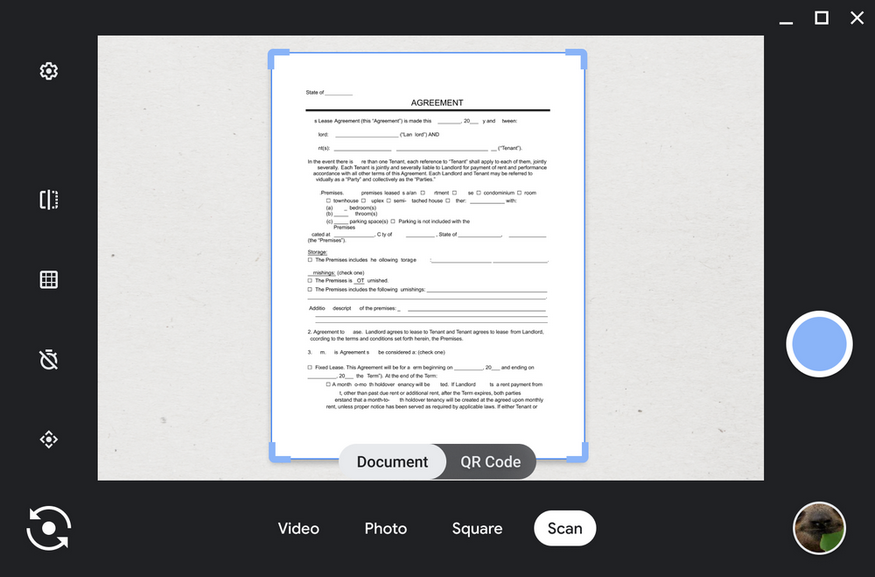 State of ________
AGREEMENT
s Lease Agreement (this "Agreement") is made this ______, 20___ y and tween:
lord: ____________ ("Lan lord") AND
nt(s): ____________ ____________ __ ("Tenant").
In the event there is re than one Tenant, each reference to "Tenant" shall apply to each of them, jointly
severally. Each Tenant is jointly and severally liable to Landlord for payment of rent and performance
accordance with all other terms of this Agreement. Each Landlord and Tenant may be referred to
vidually as a "Party" and collectively as the "Parties."
Premises. premises leased s a/an ☐ rtment ☐ se ☐ condominium ☐ room
☐ townhouse ☐ uplex ☐ semi- tached house ☐ ther: ________ with:
(a) _ bedroom(s)
(b) ____ throom(s)
(c) ____ parking space(s) ☐ Parking is not included with the
Premises
cated at ________, C ty of ______, State of ________, ________
(the "Premises").
Storage:
☐ The Premises includes he ollowing torage : ____________ ____________
mishings: (check one)
☐ The Premises is OT urnished.
☐ The Premises includes the following urnishings: ____________
Additio descript of the premises: _ ____________
2. Agreement to ase. Landlord agrees to lease to Tenant and Tenant agrees to lease from Landlord,
cording to the terms and conditions set forth herein, the Premises.
3. m. is Agreement s be considered a: (check one)
☐ Fixed Lease. This Agreement will be for a erm beginning on ________, 20___ and ending on
________, 20___ the Term"). At the end of the Term:
☐ A month o-mo th holdover enancy will be ted. If Landlord ts a rent payment from
t, other than past due rent or additional rent, after the Term expires, both parties
erstand that a month-to- th holdover tenancy will be created at the agreed upon monthly
rent, unless proper notice has been served as required by applicable laws. If either Tenant or
Document QR Code
Video Photo Square Scan